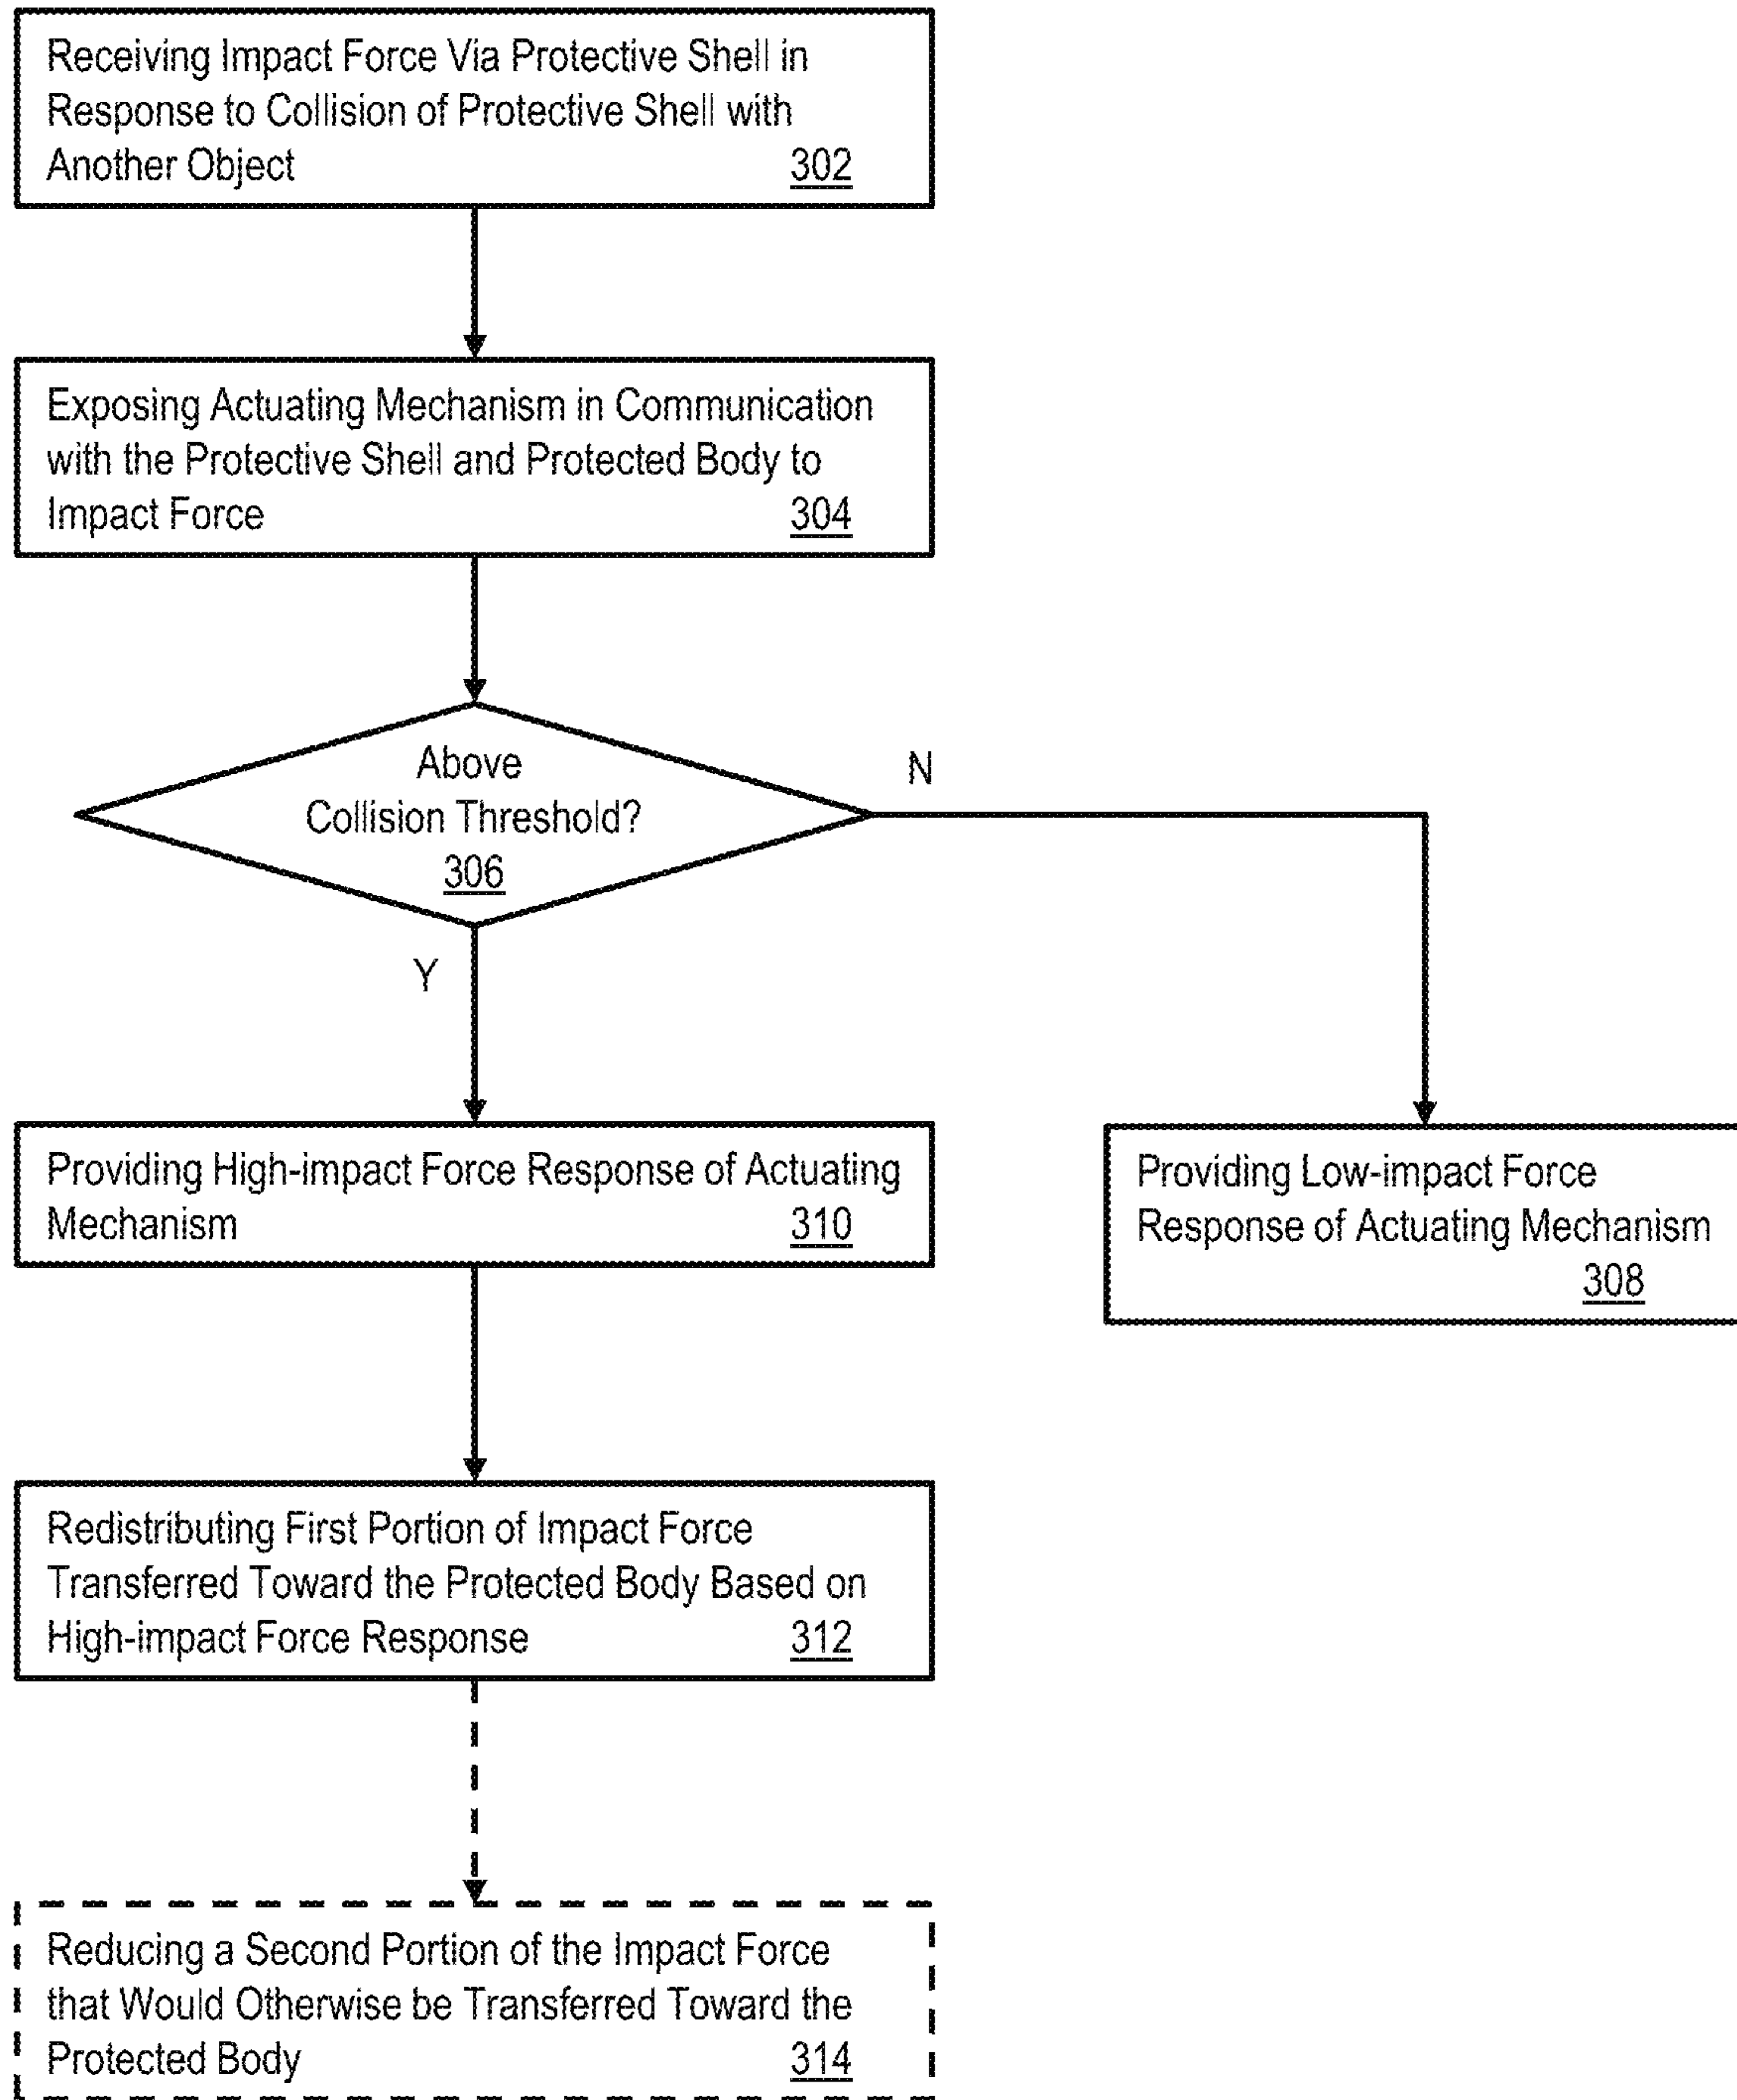 Receiving Impact Force Via Protective Shell in
Response to Collision of Protective Shell with
Another Object 302
Exposing Actuating Mechanism in Communication
with the Protective Shell and Protected Body to
Impact Force 304
Above
Collision Threshold?
306
N
Y
Providing High-impact Force Response of Actuating
Mechanism 310
Providing Low-impact Force
Response of Actuating Mechanism
308
Redistributing First Portion of Impact Force
Transferred Toward the Protected Body Based on
High-impact Force Response 312
Reducing a Second Portion of the Impact Force
that Would Otherwise be Transferred Toward the
Protected Body 314